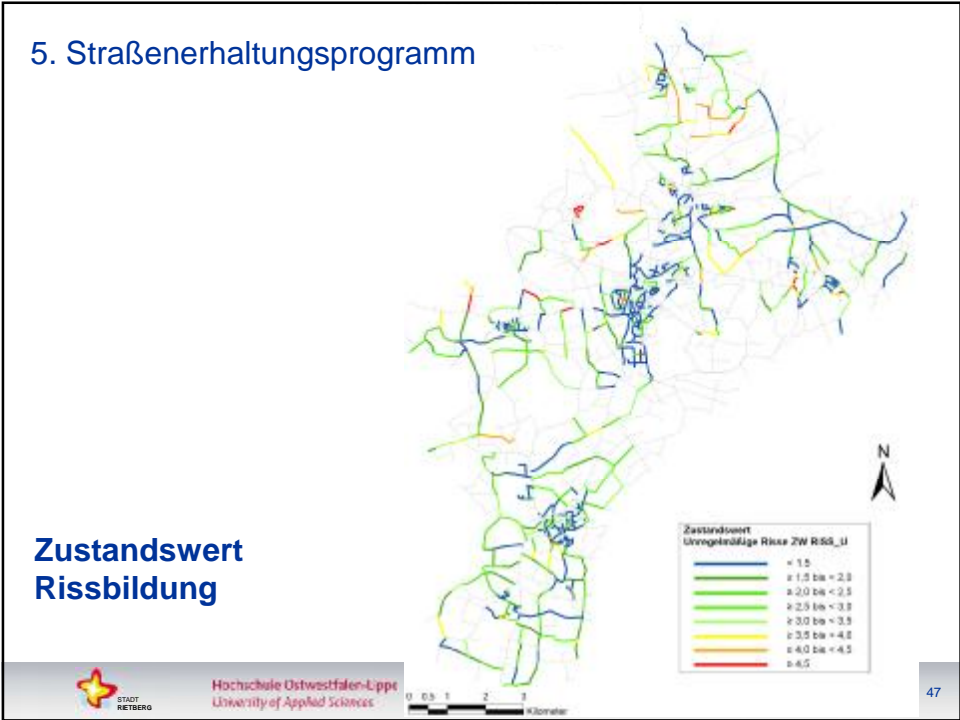 5. Straßenerhaltungsprogramm
N
Zustandswert
Rissbildung
Zustandswert
Unregelmäßige Risse ZW RISS_U
< 1,5
≥ 1,5 bis < 2,0
≥ 2,0 bis < 2,5
≥ 2,5 bis < 3,0
≥ 3,0 bis < 3,5
≥ 3,5 bis < 4,0
≥ 4,0 bis < 4,5
≥ 4,5
STADT
RIETBERG
Hochschule Ostwestfalen-Lippe
University of Applied Sciences
0 0.5 1 2 3
Kilometer
47